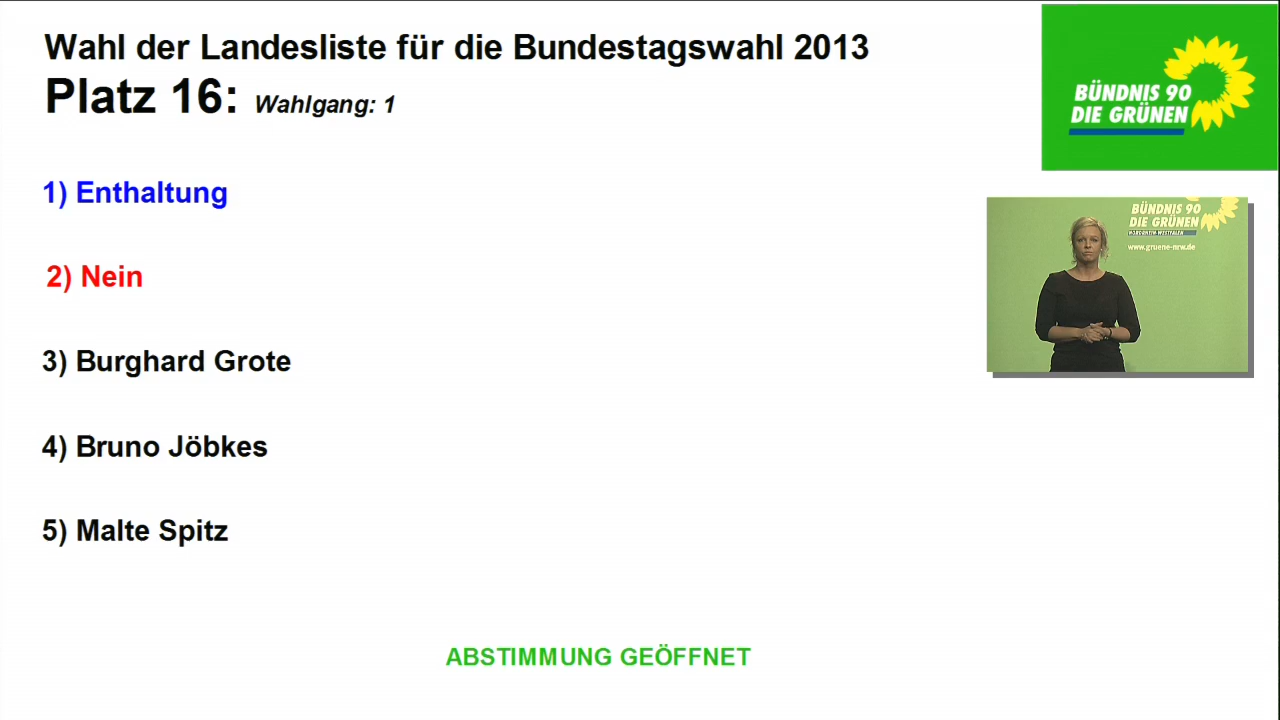 Wahl der Landesliste für die Bundestagswahl 2013
Platz 16: Wahlgang: 1
BÜNDNIS 90
DIE GRÜNEN
1) Enthaltung
2) Nein
3) Burghard Grote
4) Bruno Jöbkes
5) Malte Spitz
BÜNDNIS 90
DIE GRÜNEN
NORDRHEIN-WESTFALEN
www.gruene-nrw.de
ABSTIMMUNG GEÖFFNET